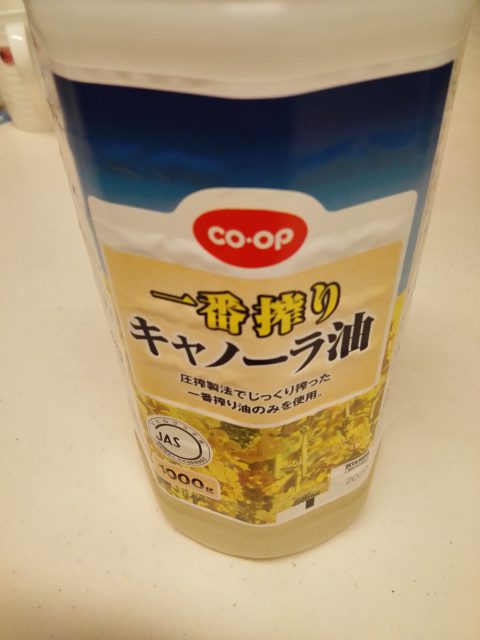 CO·OP
一番搾り
キャノーラ油
圧搾製法でじっくり搾った
一番搾り油のみを使用。
JAS
1000g